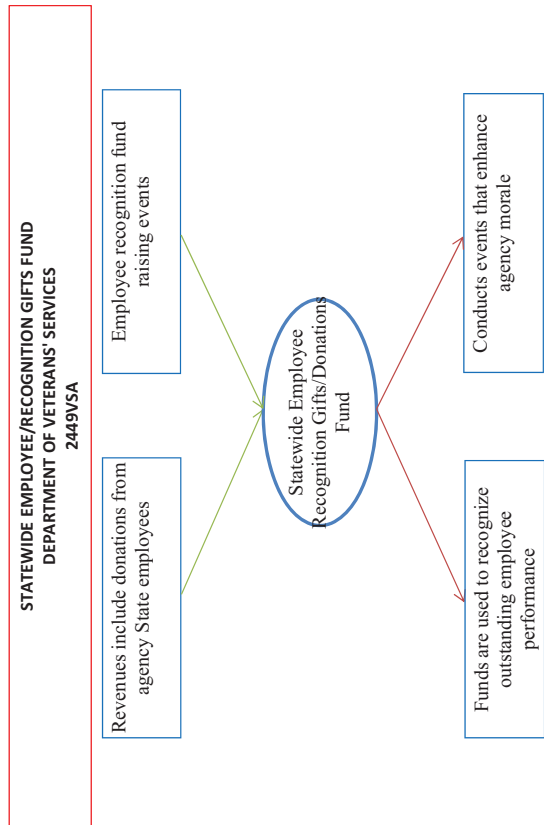 STATEWIDE EMPLOYEE/RECOGNITION GIFTS FUND
DEPARTMENT OF VETERANS' SERVICES
2449VSA
Revenues include donations from
agency State employees
Employee recognition fund
raising events
Statewide Employee
Recognition Gifts/Donations
Fund
Funds are used to recognize
outstanding employee
performance
Conducts events that enhance
agency morale